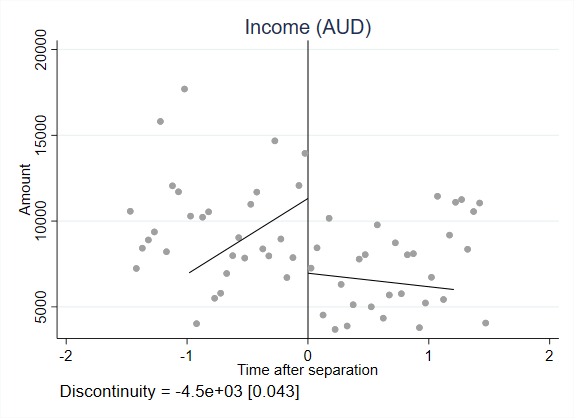 Income (AUD)
20000
15000
10000
5000
Amount
-2 -1 0 1 2
Time after separation
Discontinuity = -4.5e+03 [0.043]